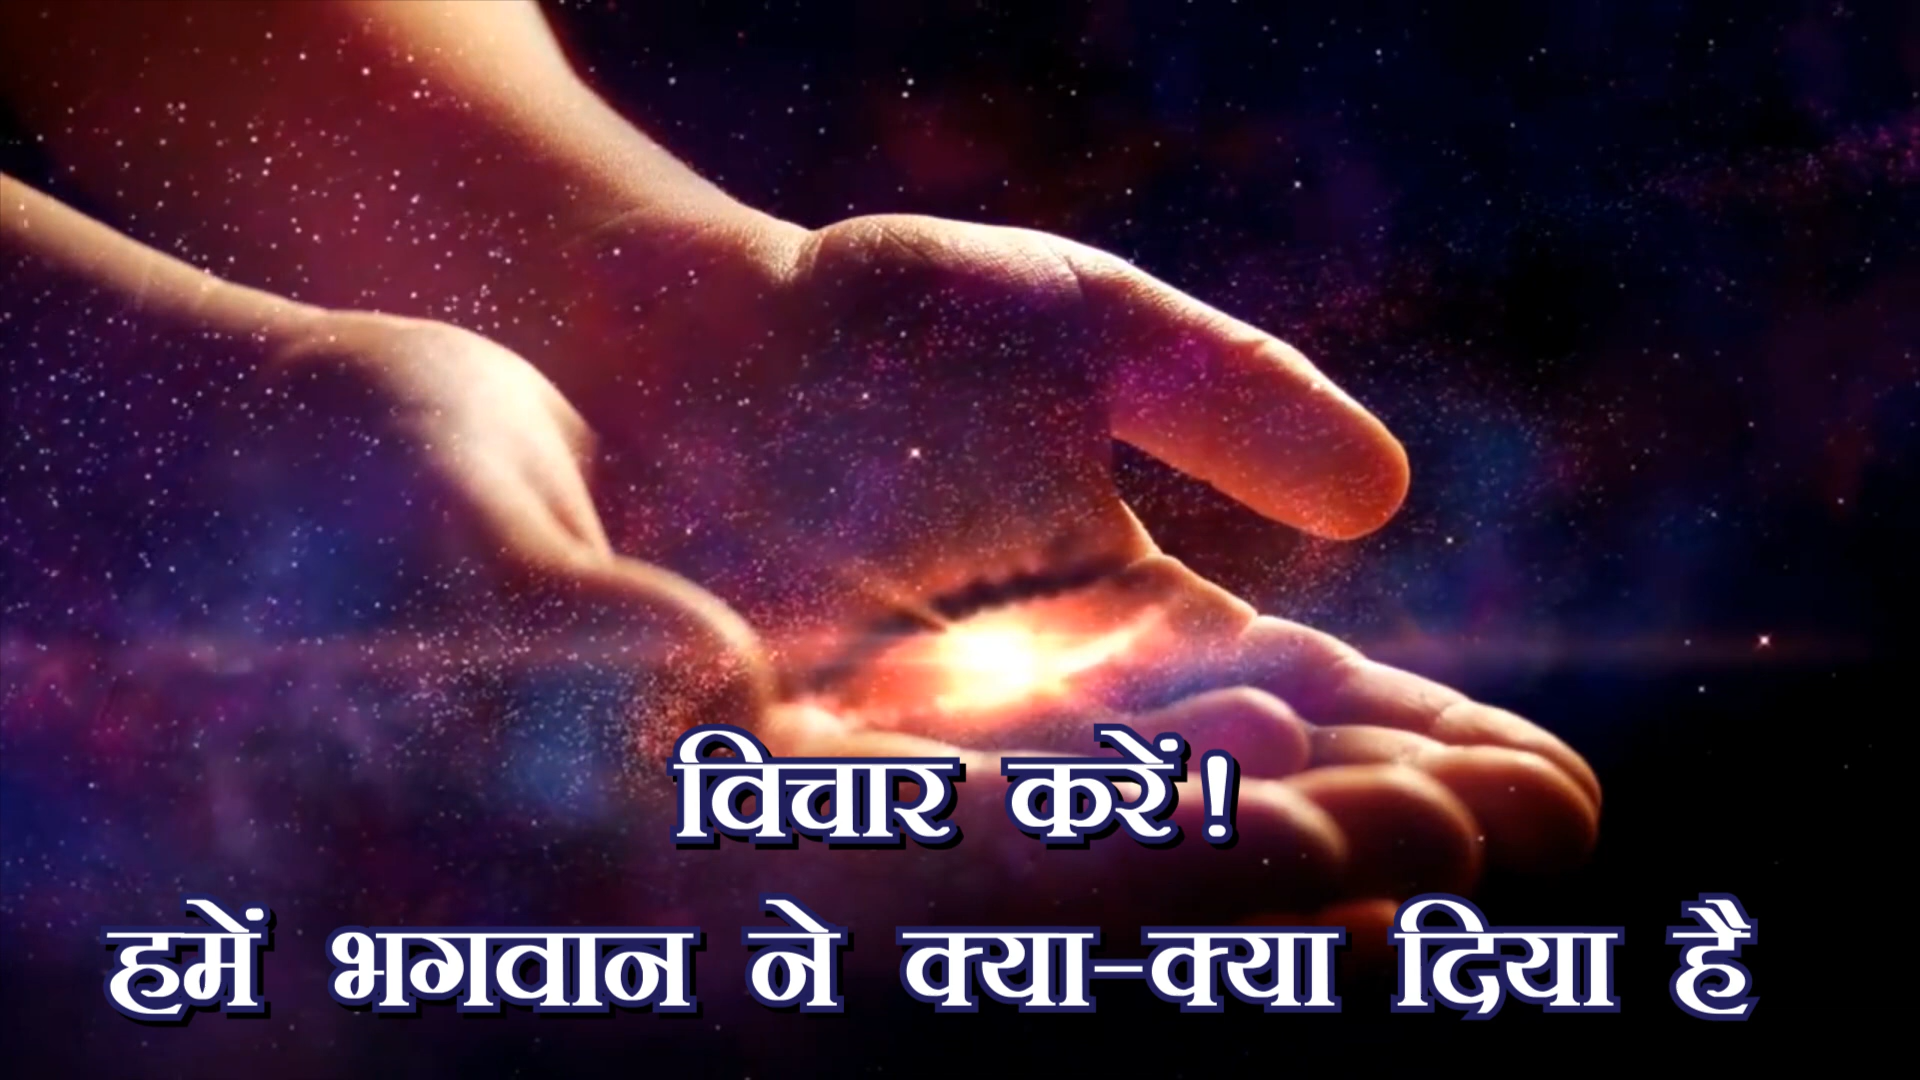 विचार करें!
हमें भगवान ने क्या-क्या दिया है